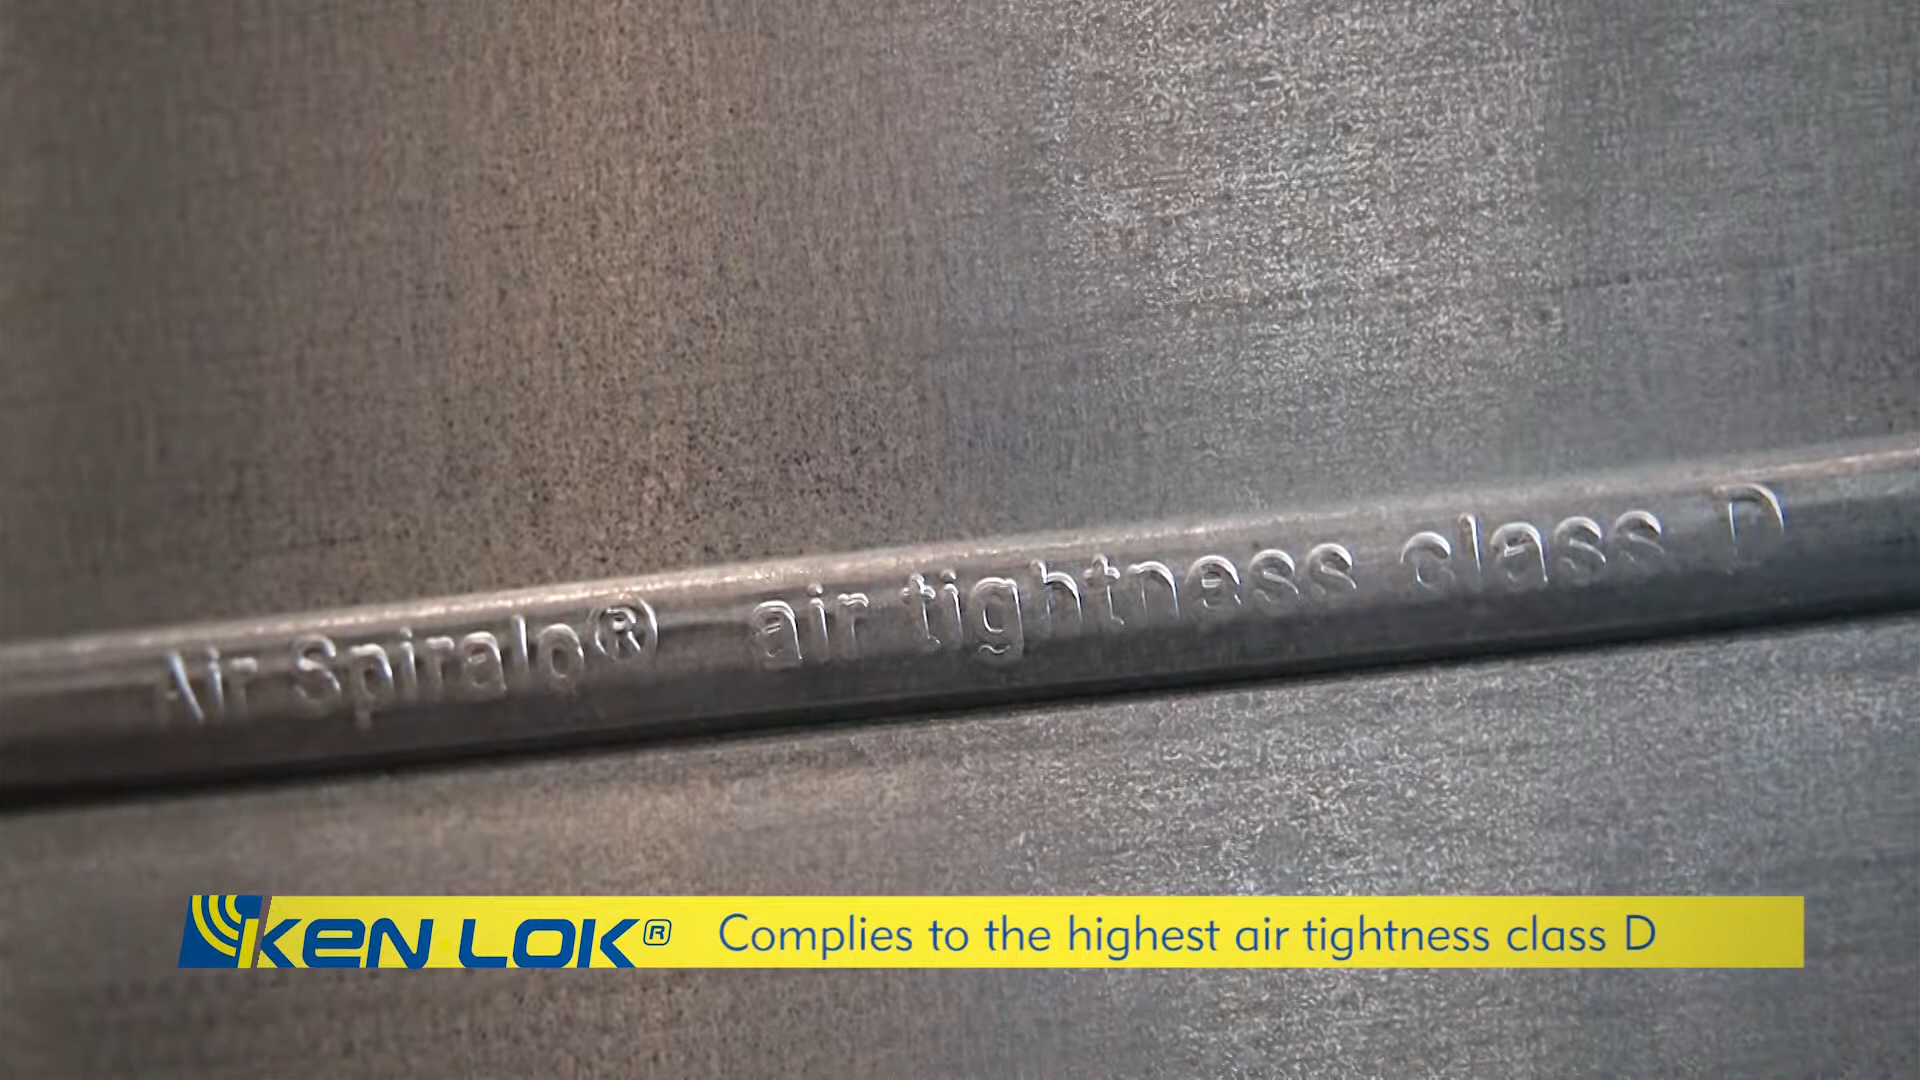 Air Spiralo® air tightness class D
KEN LOK® Complies to the highest air tightness class D